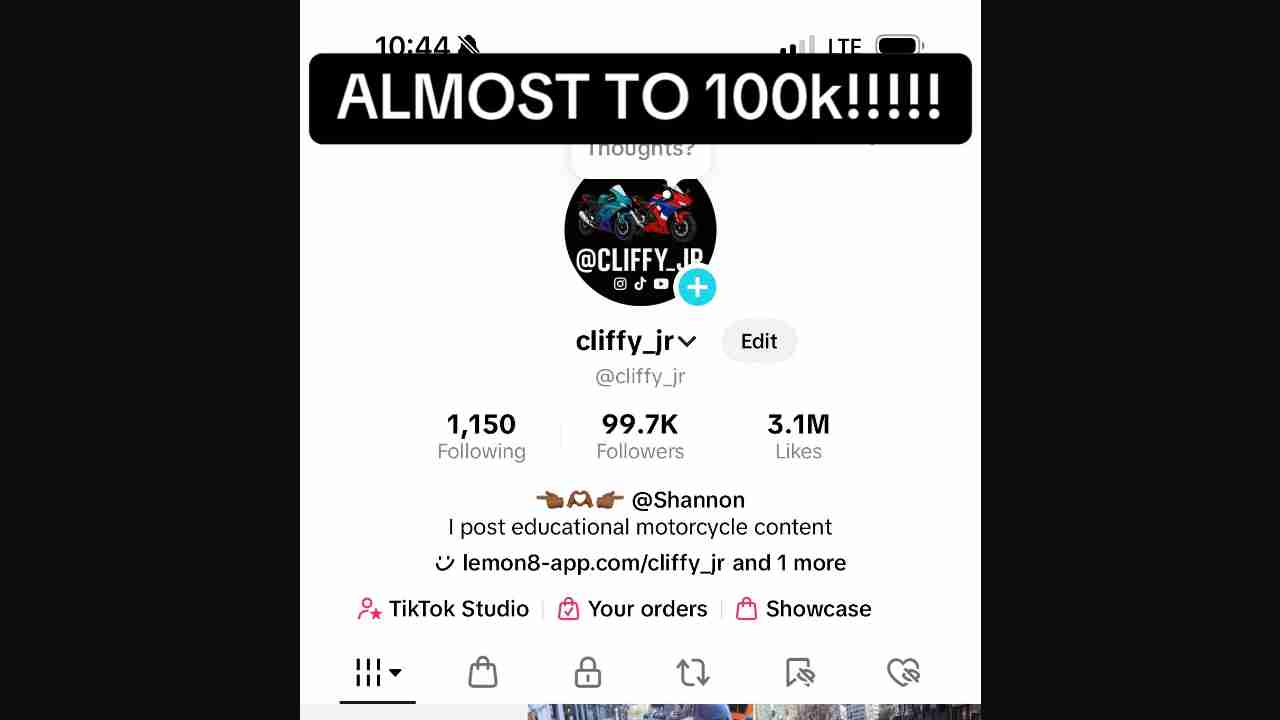 10:44 LTE
ALMOST TO 100k!!!!!
Thoughts?
@CLIFFY_JR
cliffy_jr Edit
@cliffy_jr
1,150 99.7K 3.1M
Following Followers Likes
@Shannon
I post educational motorcycle content
lemon8-app.com/cliffy_jr and 1 more
TikTok Studio Your orders Showcase